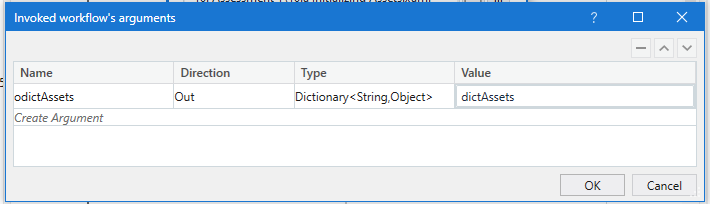 Invoked workflow's arguments ?
Name Direction Type Value
odictAssets Out Dictionary<String,Object> dictAssets
Create Argument
OK Cancel